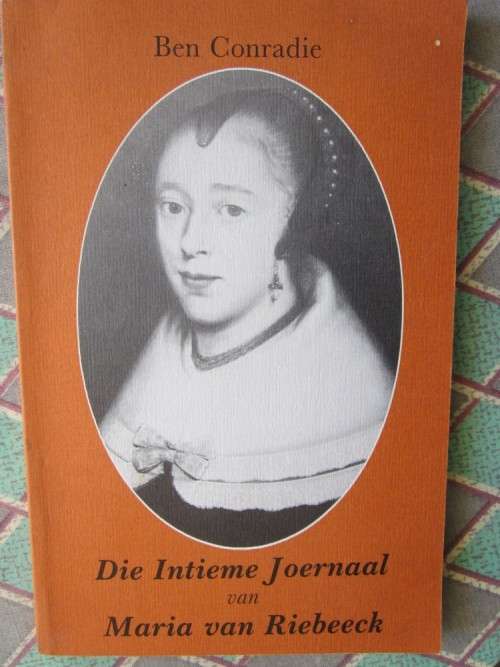 Ben Conradie
Die Intieme Joernaal
van
Maria van Riebeeck